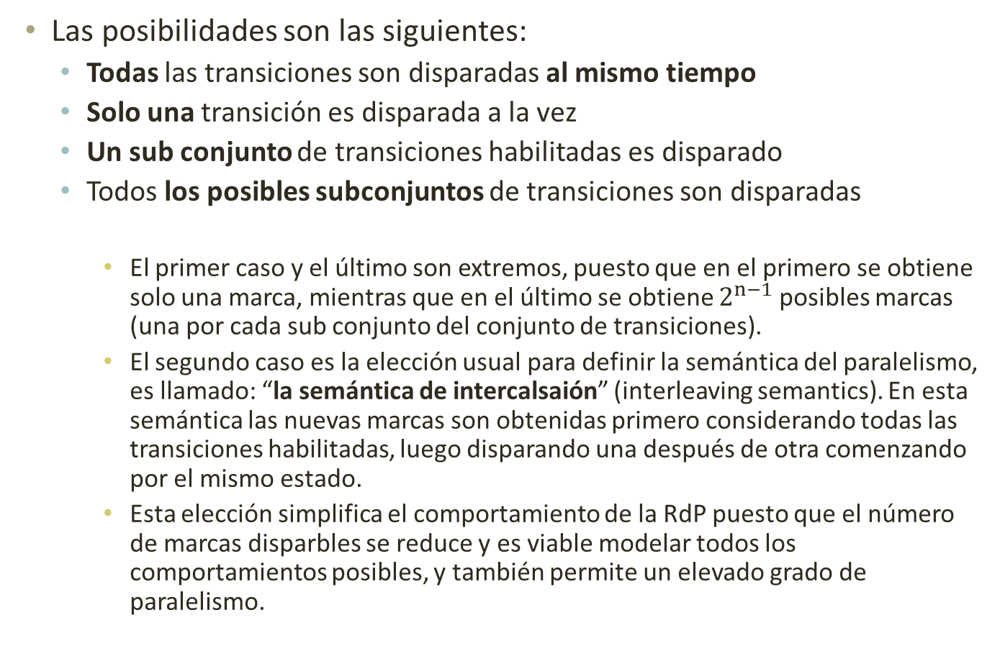 • Las posibilidades son las siguientes:
• Todas las transiciones son disparadas al mismo tiempo
• Solo una transición es disparada a la vez
• Un sub conjunto de transiciones habilitadas es disparado
• Todos los posibles subconjuntos de transiciones son disparadas
• El primer caso y el último son extremos, puesto que en el primero se obtiene
solo una marca, mientras que en el último se obtiene 2ⁿ⁻¹ posibles marcas
(una por cada sub conjunto del conjunto de transiciones).
• El segundo caso es la elección usual para definir la semántica del paralelismo,
es llamado: “la semántica de intercalsaión” (interleaving semantics). En esta
semántica las nuevas marcas son obtenidas primero considerando todas las
transiciones habilitadas, luego disparando una después de otra comenzando
por el mismo estado.
• Esta elección simplifica el comportamiento de la RdP puesto que el número
de marcas disparbles se reduce y es viable modelar todos los
comportamientos posibles, y también permite un elevado grado de
paralelismo.